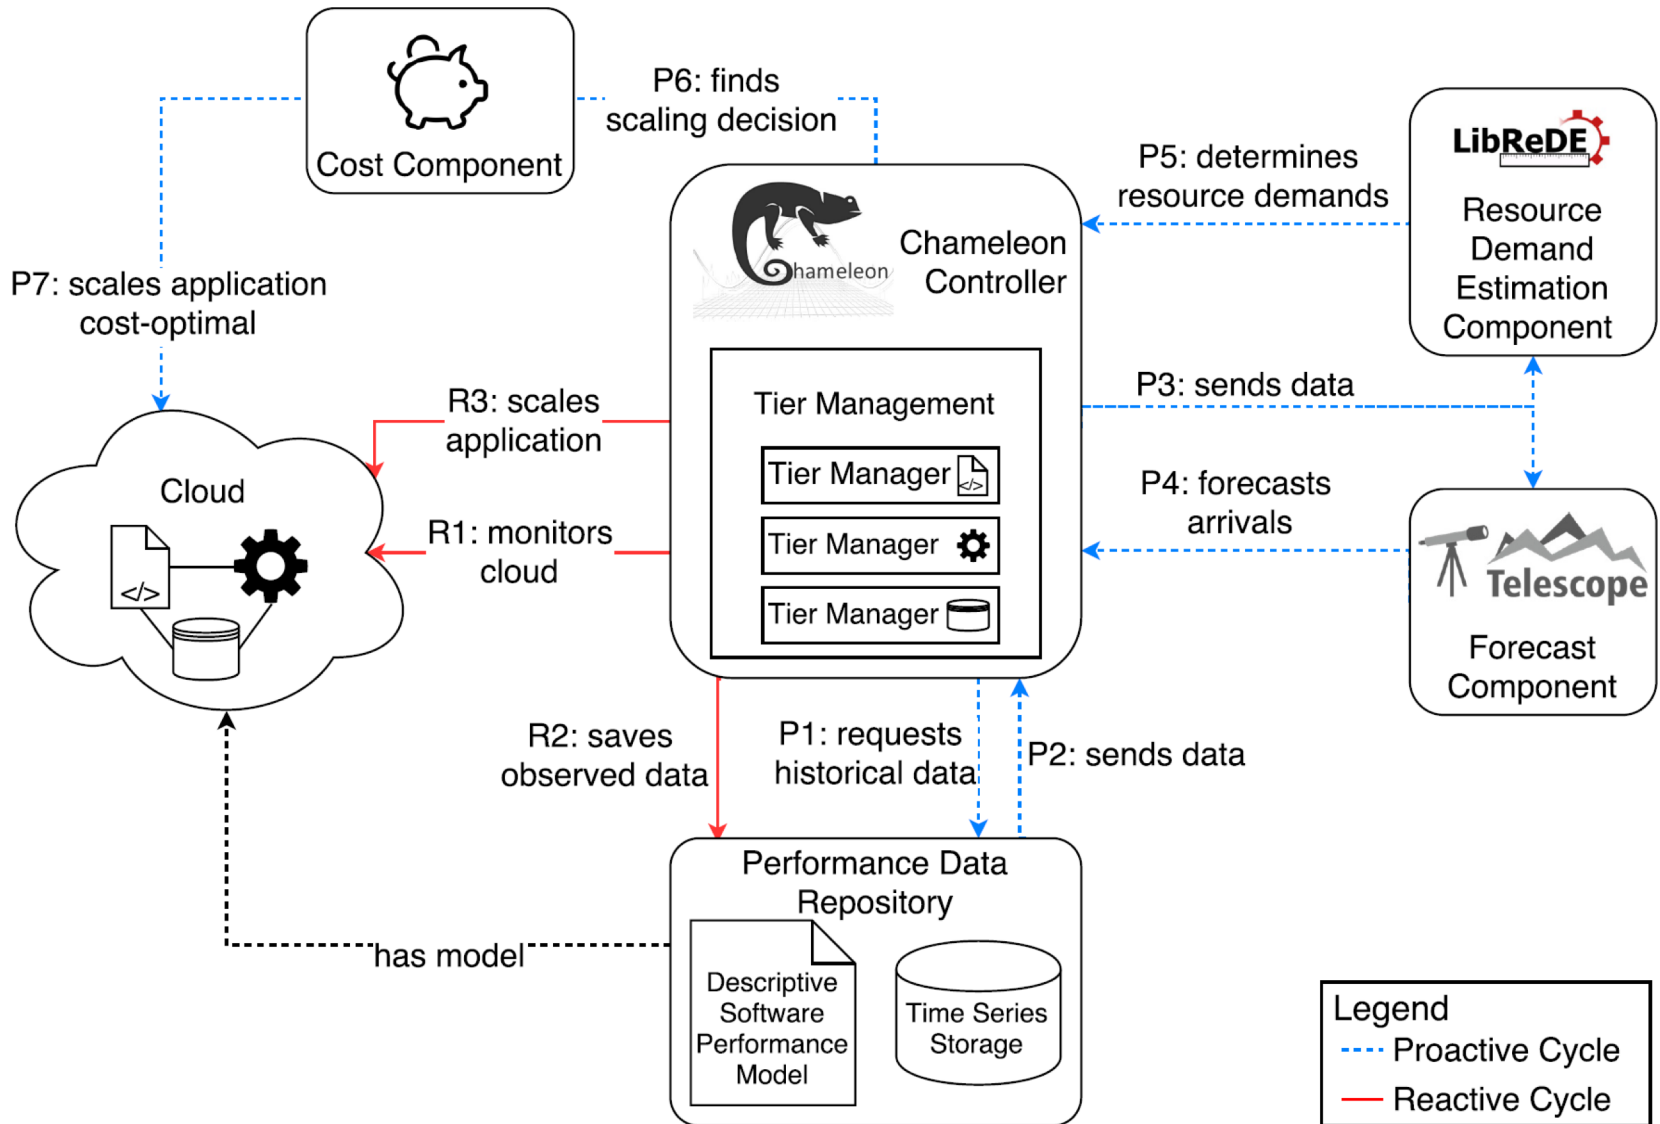 P6: finds
scaling decision
Cost Component
LibReDE
P5: determines
resource demands
Resource
Demand
Estimation
Component
Chameleon
Controller
hameleon
P7: scales application
cost-optimal
P3: sends data
Tier Management
R3: scales
application
Tier Manager
</>
P4: forecasts
arrivals
Cloud
R1: monitors
cloud
Tier Manager
</>
Telescope
Tier Manager
Forecast
Component
R2: saves
observed data
P1: requests
historical data
P2: sends data
Performance Data
Repository
has model
Descriptive
Software
Performance
Model
Time Series
Storage
Legend
Proactive Cycle
Reactive Cycle